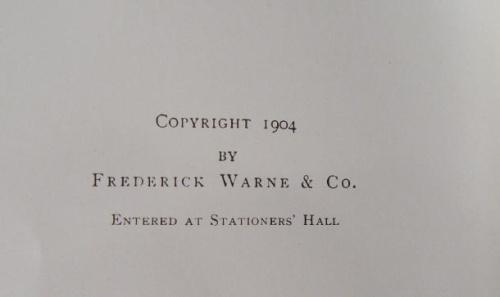 COPYRIGHT 1904
BY
FREDERICK WARNE & CO.
ENTERED AT STATIONERS' HALL